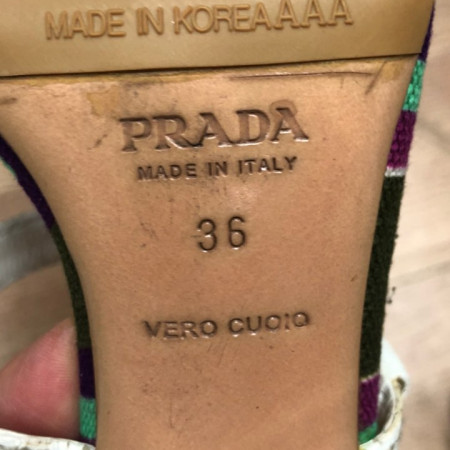 MADE IN KOREAAAA
PRADA
MADE IN ITALY
36
VERO CUOIO